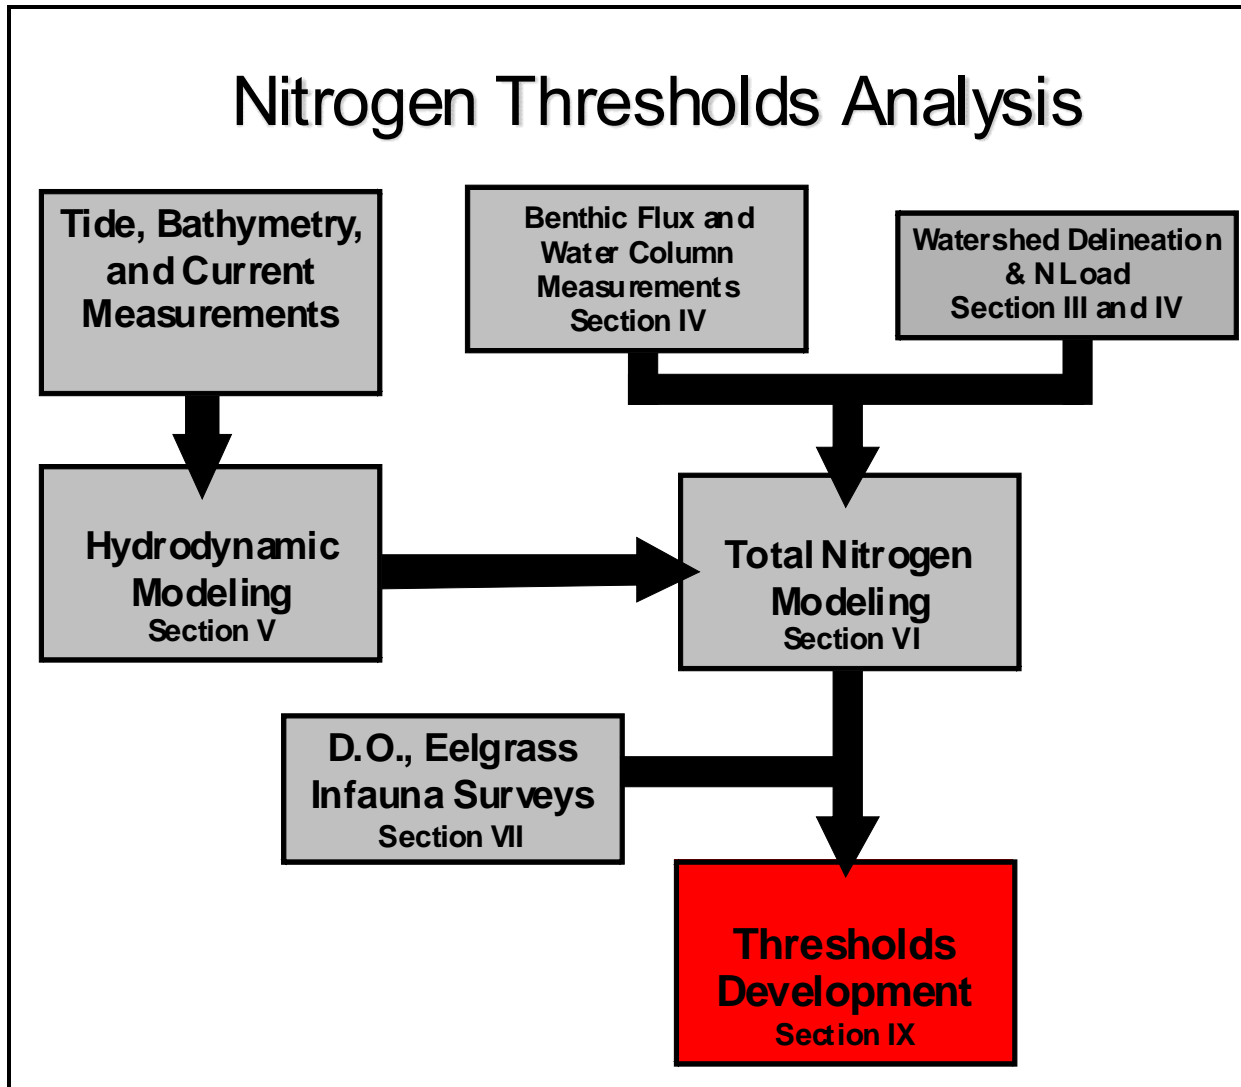 Nitrogen Thresholds Analysis
Tide, Bathymetry,
and Current
Measurements
Benthic Flux and
Water Column
Measurements
Section IV
Watershed Delineation
& N Load
Section III and IV
Hydrodynamic
Modeling
Section V
Total Nitrogen
Modeling
Section VI
D.O., Eelgrass
Infauna Surveys
Section VII
Thresholds
Development
Section IX